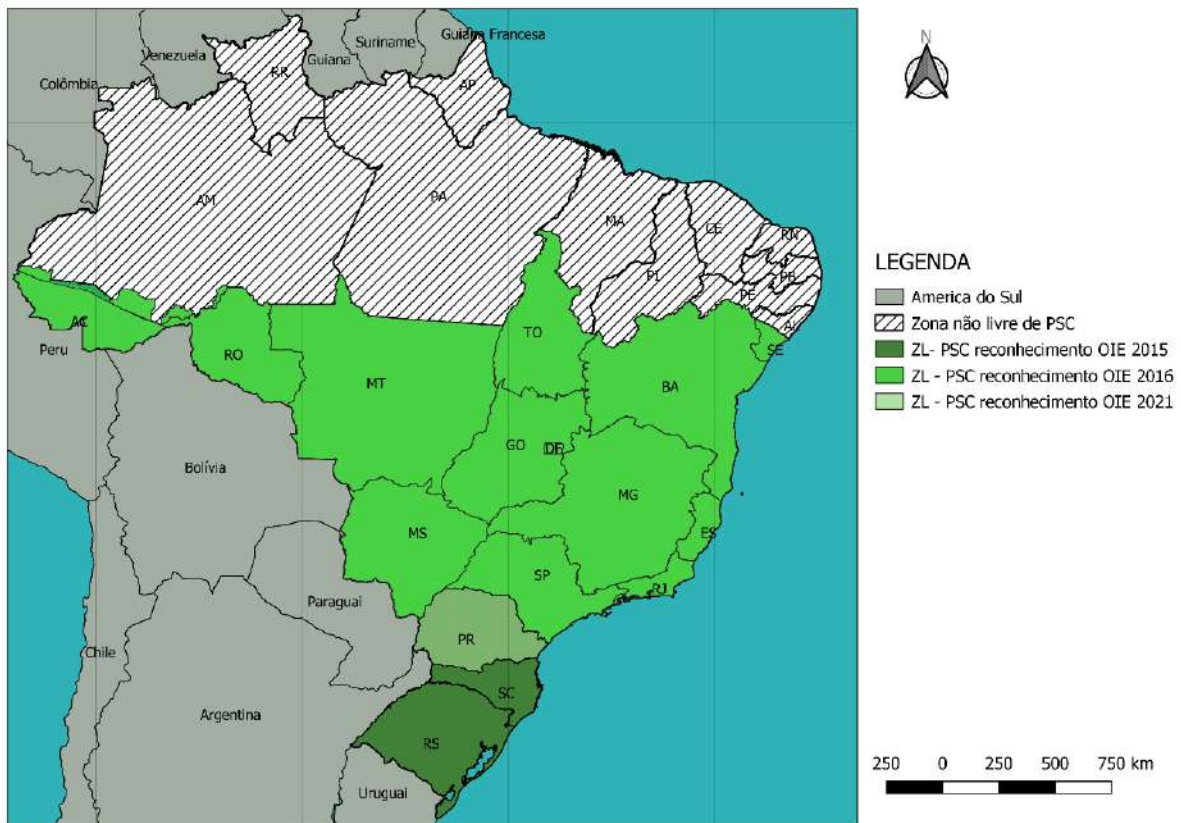 Guiana Francesa
Suriname
Venezuela
Guiana
RR
Colômbia
AP
AM
PA
MA
CE
RN
PB
PI
PE
AL
AC
TO
SE
Peru
RO
MT
BA
GO
DF
Bolívia
MG
MS
ES
SP
RJ
Paraguai
PR
Chile
SC
Argentina
RS
Uruguai
N
LEGENDA
America do Sul
Zona não livre de PSC
ZL- PSC reconhecimento OIE 2015
ZL - PSC reconhecimento OIE 2016
ZL - PSC reconhecimento OIE 2021
250 0 250 500 750 km